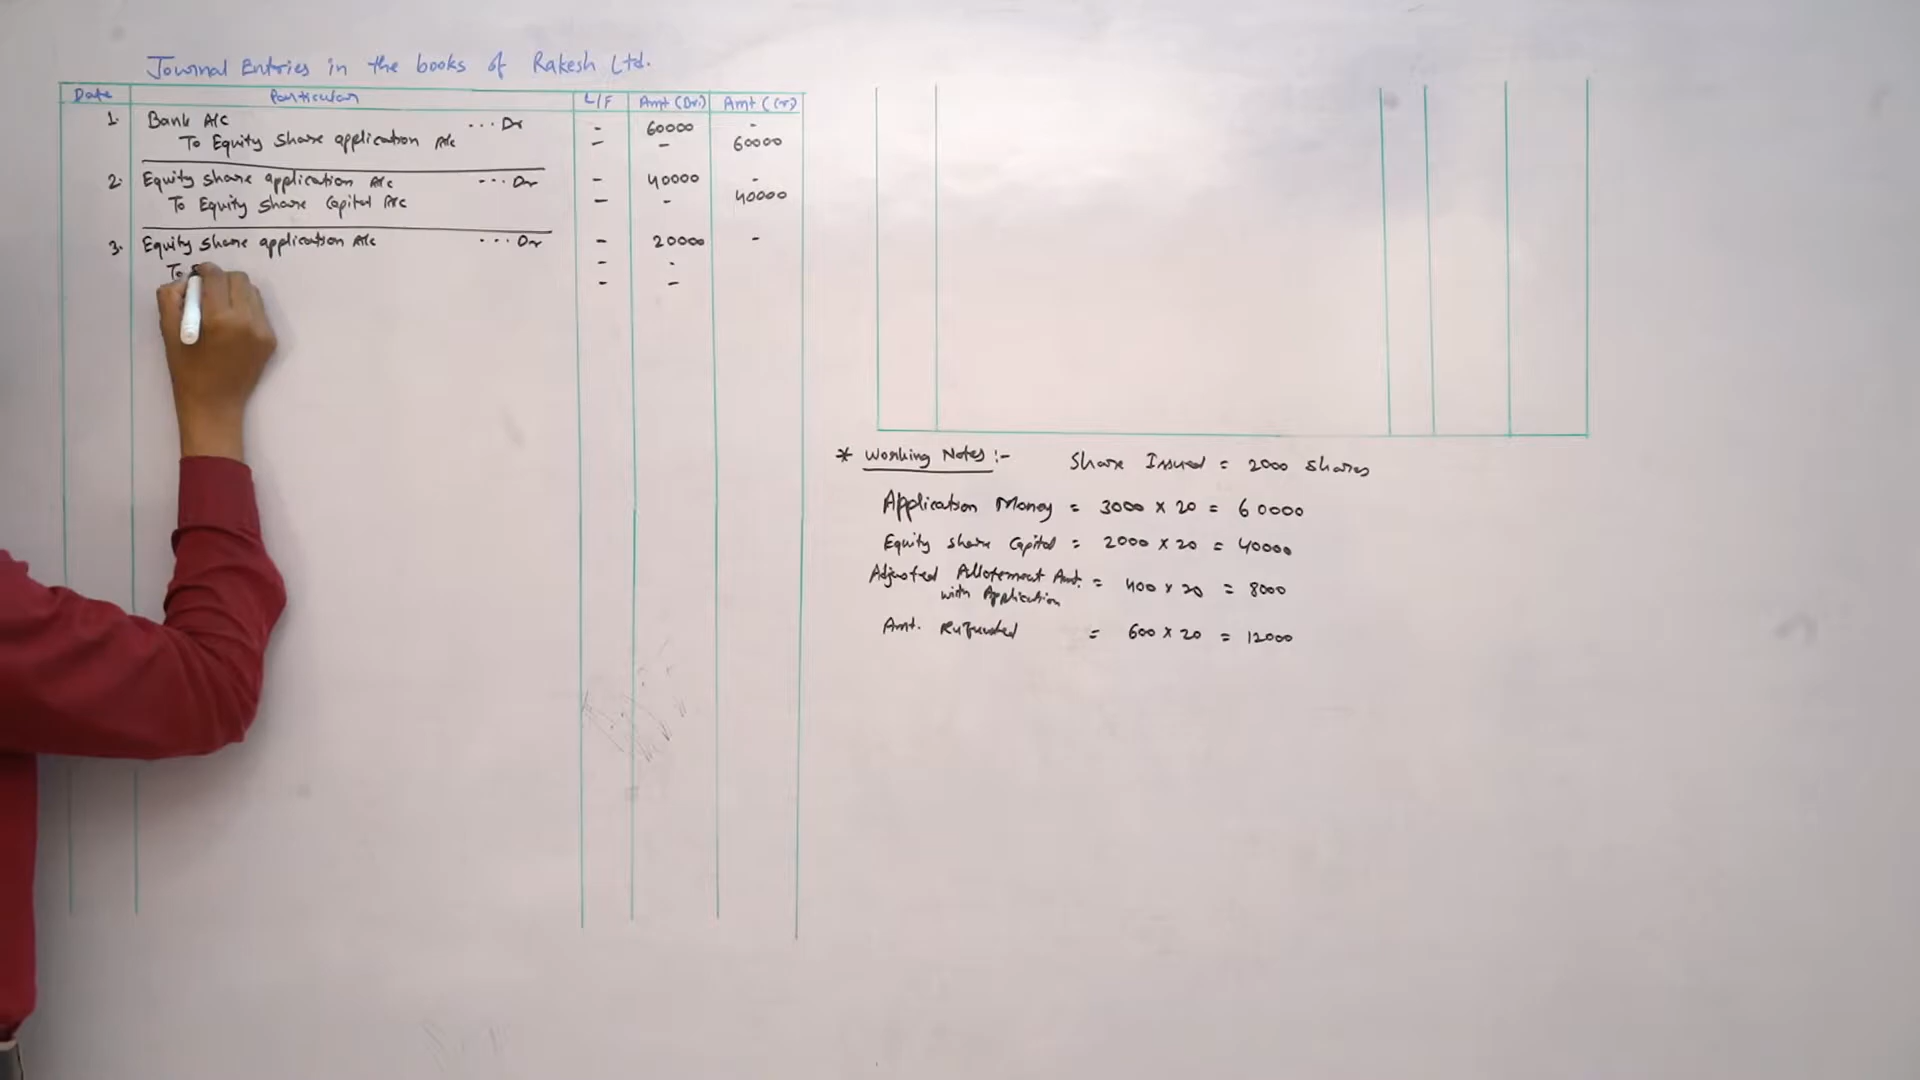 Journal Entries in the books of Rakesh Ltd.
Date Particular L/F Amt (Dr.) Amt (Cr)
1. Bank A/c ... Dr - 60000 -
To Equity Share application A/c - - 60000
2. Equity share application A/c ... Dr - 40000 -
To Equity Share Capital A/c - - 40000
3. Equity share application A/c ... Dr - 20000 -
To - -
- -
* Working Notes :- Share Issued = 2000 shares
Application Money = 3000 x 20 = 60000
Equity share Capital = 2000 x 20 = 40000
Adjusted Allotement Amt. = 400 x 20 = 8000
with Application
Amt. Refunded = 600 x 20 = 12000